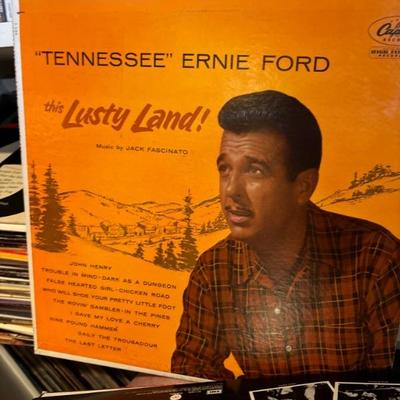 "TENNESSEE" ERNIE FORD
Capitol
RECORDS
this Lusty Land!
Music by JACK FASCINATO
JOHN HENRY
TROUBLE IN MIND-DARK AS A DUNGEON
FALSE HEARTED GIRL-CHICKEN ROAD
WHO WILL SHOE YOUR PRETTY LITTLE FOOT
THE ROVIN' GAMBLER-IN THE PINES
I GAVE MY LOVE A CHERRY
NINE POUND HAMMER
GAILY THE TROUBADOUR
THE LAST LETTER